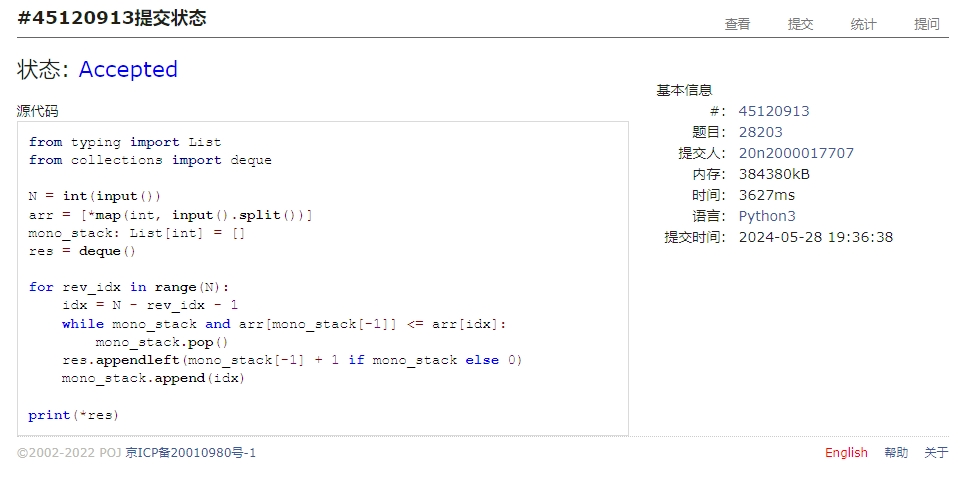 #45120913提交状态
查看 提交 统计 提问
状态: Accepted
源代码
from typing import List
from collections import deque
N = int(input())
arr = [*map(int, input().split())]
mono_stack: List[int] = []
res = deque()
for rev_idx in range(N):
    idx = N - rev_idx - 1
    while mono_stack and arr[mono_stack[-1]] <= arr[idx]:
        mono_stack.pop()
    res.appendleft(mono_stack[-1] + 1 if mono_stack else 0)
    mono_stack.append(idx)
print(*res)
基本信息
#: 45120913
题目: 28203
提交人: 20n2000017707
内存: 384380kB
时间: 3627ms
语言: Python3
提交时间: 2024-05-28 19:36:38
©2002-2022 POJ 京ICP备20010980号-1
English 帮助 关于